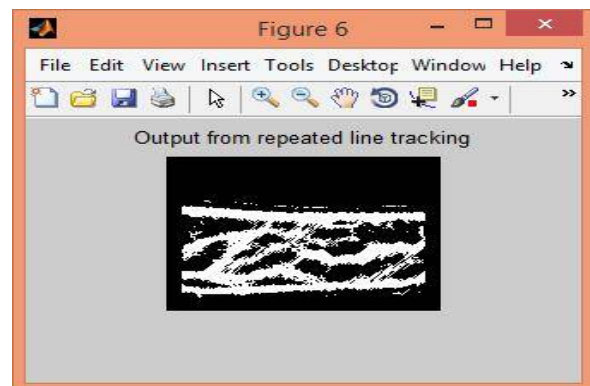 Figure 6
File Edit View Insert Tools Desktop Window Help
Output from repeated line tracking